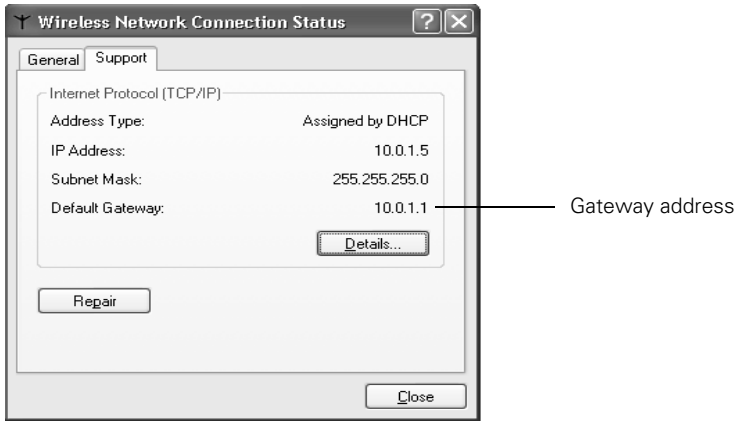 Wireless Network Connection Status
General Support
Internet Protocol (TCP/IP)
Address Type: Assigned by DHCP
IP Address: 10.0.1.5
Subnet Mask: 255.255.255.0
Default Gateway: 10.0.1.1 Gateway address
Details...
Repair
Close